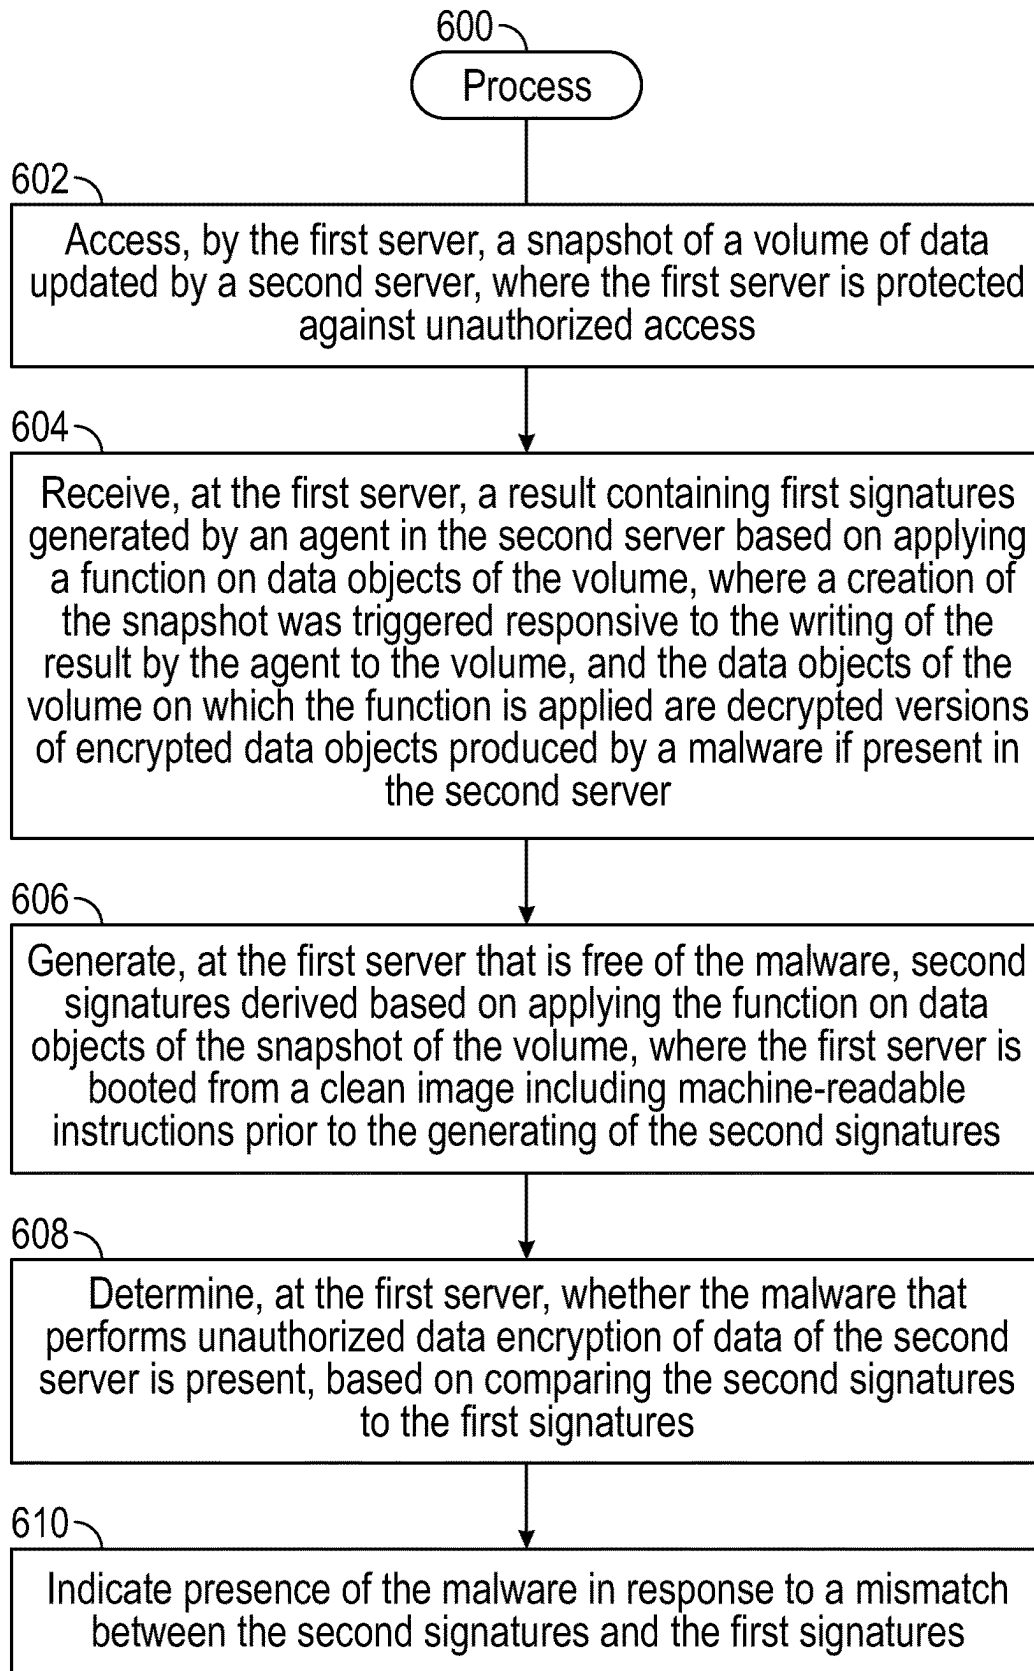 600
Process
602
Access, by the first server, a snapshot of a volume of data
updated by a second server, where the first server is protected
against unauthorized access
604
Receive, at the first server, a result containing first signatures
generated by an agent in the second server based on applying
a function on data objects of the volume, where a creation of
the snapshot was triggered responsive to the writing of the
result by the agent to the volume, and the data objects of the
volume on which the function is applied are decrypted versions
of encrypted data objects produced by a malware if present in
the second server
606
Generate, at the first server that is free of the malware, second
signatures derived based on applying the function on data
objects of the snapshot of the volume, where the first server is
booted from a clean image including machine-readable
instructions prior to the generating of the second signatures
608
Determine, at the first server, whether the malware that
performs unauthorized data encryption of data of the second
server is present, based on comparing the second signatures
to the first signatures
610
Indicate presence of the malware in response to a mismatch
between the second signatures and the first signatures